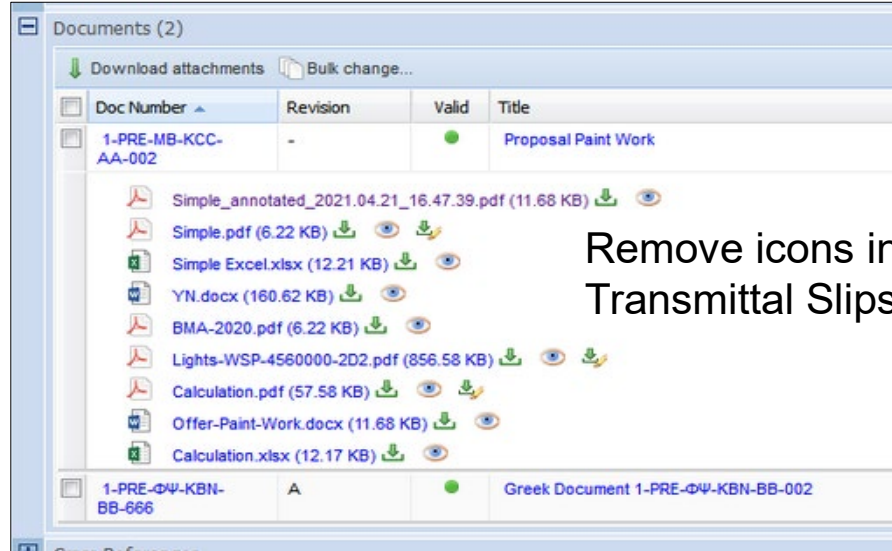 Documents (2)
Download attachments Bulk change...
Doc Number Revision Valid Title
1-PRE-MB-KCC-
AA-002
-
Proposal Paint Work
Simple_annotated_2021.04.21_16.47.39.pdf (11.68 KB)
Simple.pdf (6.22 KB)
Simple Excel.xlsx (12.21 KB)
YN.docx (160.62 KB)
BMA-2020.pdf (6.22 KB)
Lights-WSP-4560000-2D2.pdf (856.58 KB)
Calculation.pdf (57.58 KB)
Offer-Paint-Work.docx (11.68 KB)
Calculation.xlsx (12.17 KB)
Remove icons in
Transmittal Slips
1-PRE-ΦΨ-KBN-
BB-666
A
Greek Document 1-PRE-ΦΨ-KBN-BB-002